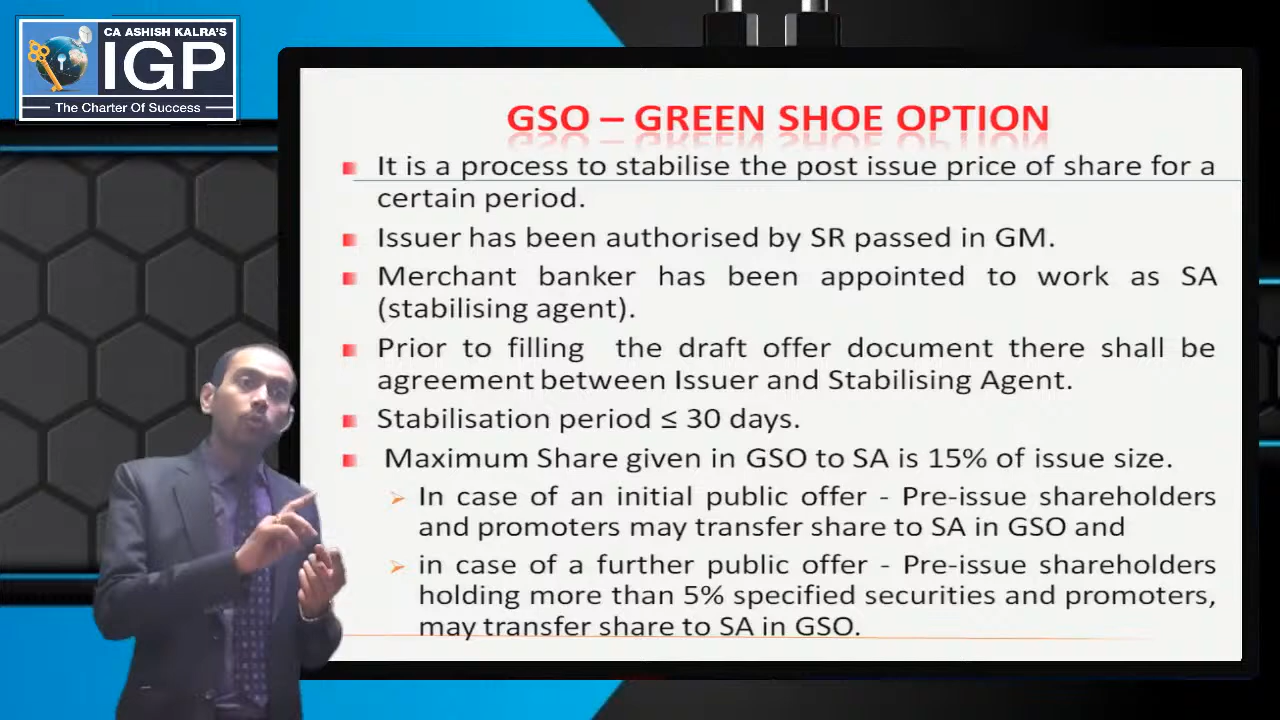 CA ASHISH KALRA'S
IGP
The Charter Of Success
GSO – GREEN SHOE OPTION
It is a process to stabilise the post issue price of share for a
certain period.
Issuer has been authorised by SR passed in GM.
Merchant banker has been appointed to work as SA
(stabilising agent).
Prior to filling the draft offer document there shall be
agreement between Issuer and Stabilising Agent.
Stabilisation period ≤ 30 days.
Maximum Share given in GSO to SA is 15% of issue size.
In case of an initial public offer - Pre-issue shareholders
and promoters may transfer share to SA in GSO and
in case of a further public offer - Pre-issue shareholders
holding more than 5% specified securities and promoters,
may transfer share to SA in GSO.